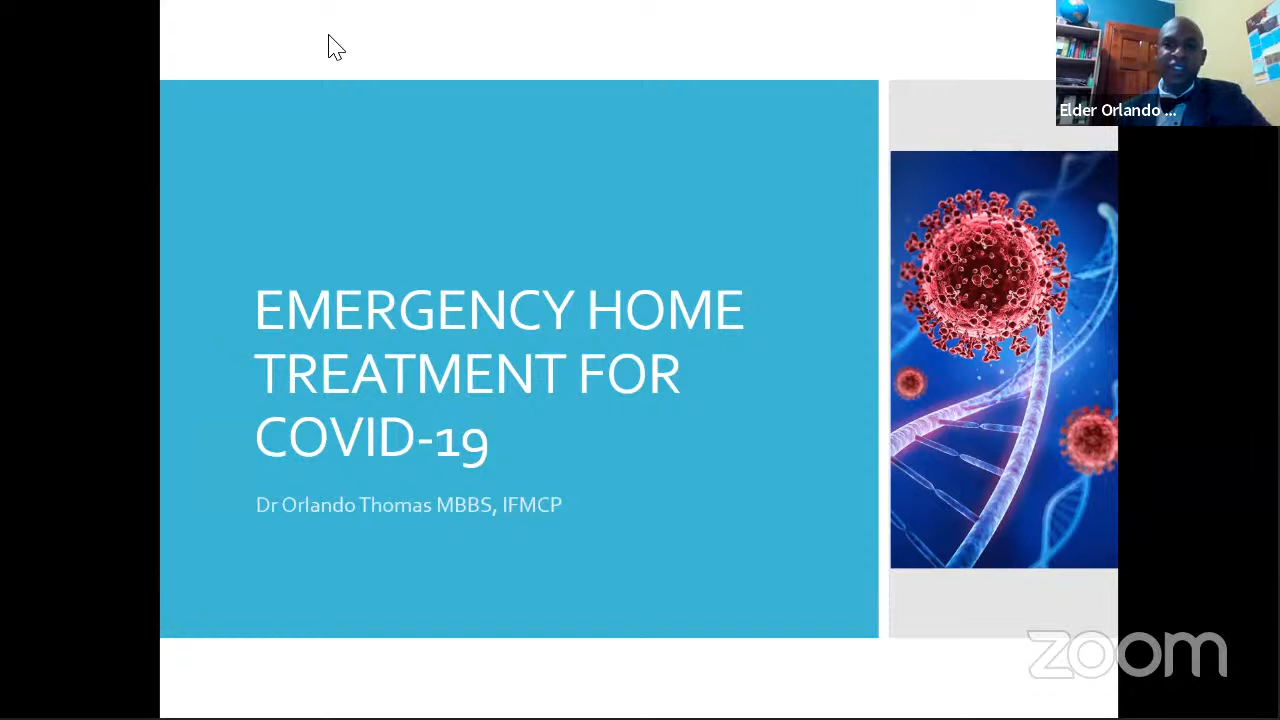 Elder Orlando ...
EMERGENCY HOME
TREATMENT FOR
COVID-19
Dr Orlando Thomas MBBS, IFMCP
zoom